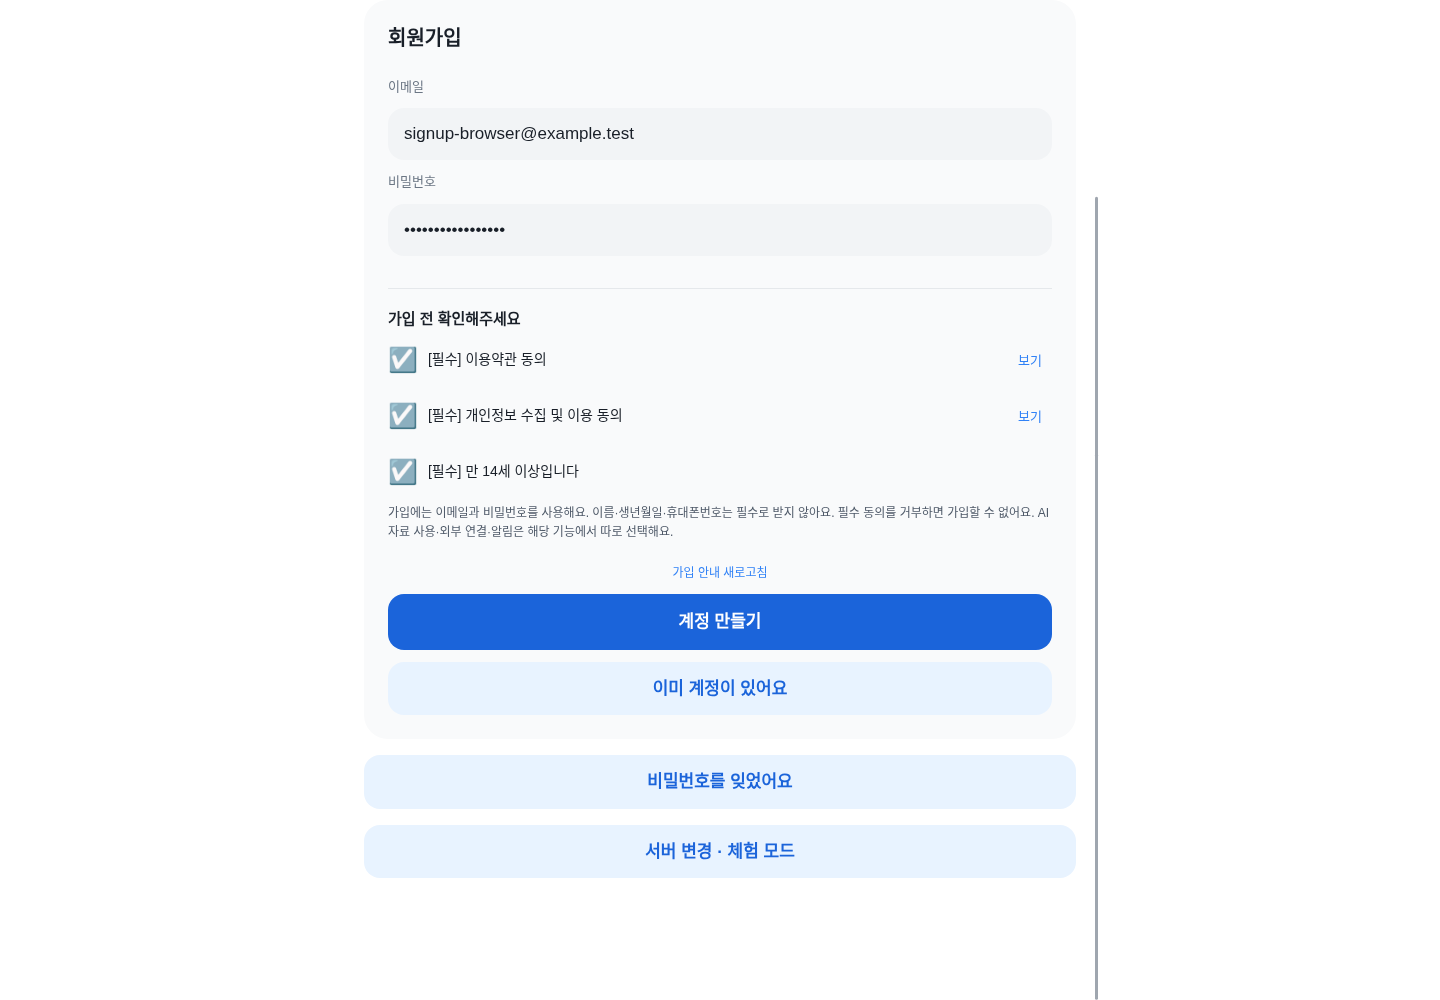 회원가입
이메일
signup-browser@example.test
비밀번호
•••••••••••••••••
가입 전 확인해주세요
[필수] 이용약관 동의 보기
[필수] 개인정보 수집 및 이용 동의 보기
[필수] 만 14세 이상입니다
가입에는 이메일과 비밀번호를 사용해요. 이름·생년월일·휴대폰번호는 필수로 받지 않아요. 필수 동의를 거부하면 가입할 수 없어요. AI
자료 사용·외부 연결·알림은 해당 기능에서 따로 선택해요.
가입 안내 새로고침
계정 만들기
이미 계정이 있어요
비밀번호를 잊었어요
서버 변경 · 체험 모드